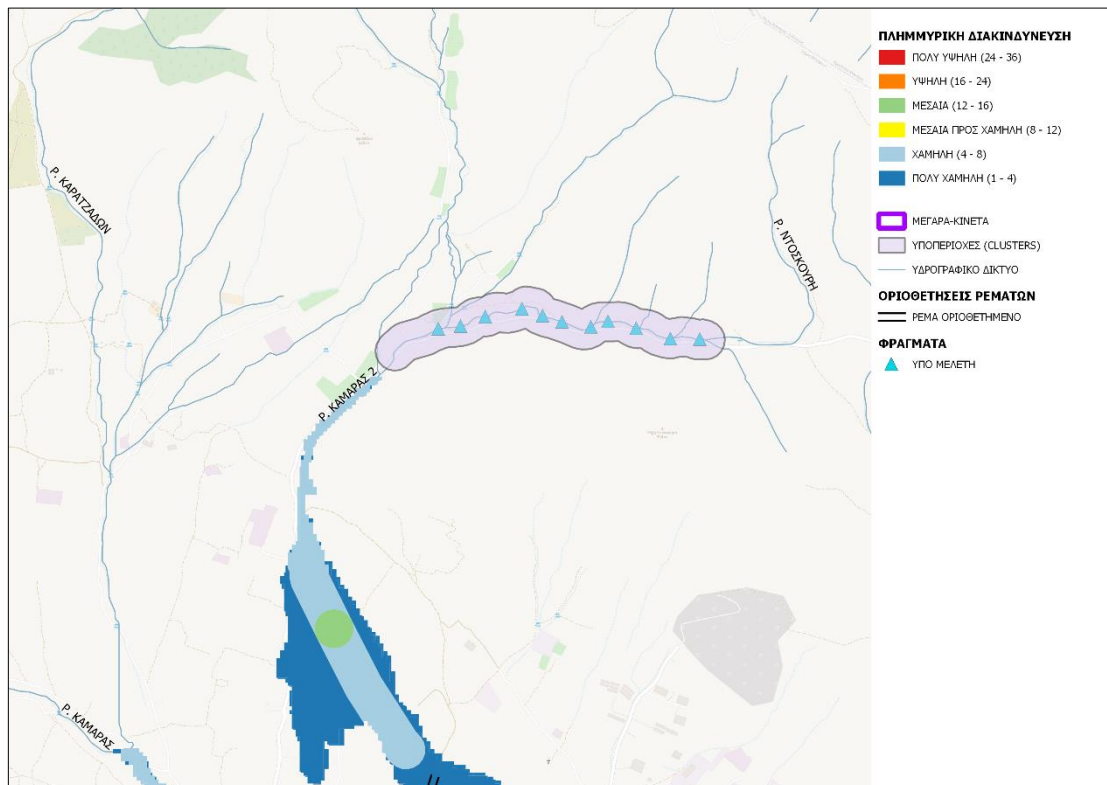 ΠΛΗΜΜΥΡΙΚΗ ΔΙΑΚΙΝΔΥΝΕΥΣΗ
ΠΟΛΥ ΥΨΗΛΗ (24 - 36)
ΥΨΗΛΗ (16 - 24)
ΜΕΣΑΙΑ (12 - 16)
ΜΕΣΑΙΑ ΠΡΟΣ ΧΑΜΗΛΗ (8 - 12)
ΧΑΜΗΛΗ (4 - 8)
ΠΟΛΥ ΧΑΜΗΛΗ (1 - 4)
ΜΕΓΑΡΑ-ΚΙΝΕΤΑ
ΥΠΟΠΕΡΙΟΧΕΣ (CLUSTERS)
ΥΔΡΟΓΡΑΦΙΚΟ ΔΙΚΤΥΟ
ΟΡΙΟΘΕΤΗΣΕΙΣ ΡΕΜΑΤΩΝ
ΡΕΜΑ ΟΡΙΟΘΕΤΗΜΕΝΟ
ΦΡΑΓΜΑΤΑ
ΥΠΟ ΜΕΛΕΤΗ
Ρ. ΚΑΡΑΤΖΑΔΩΝ
Ρ. ΝΤΟΣΚΟΥΡΗ
Ρ. ΚΑΜΑΡΑΣ 2
Ρ. ΚΑΜΑΡΑΣ